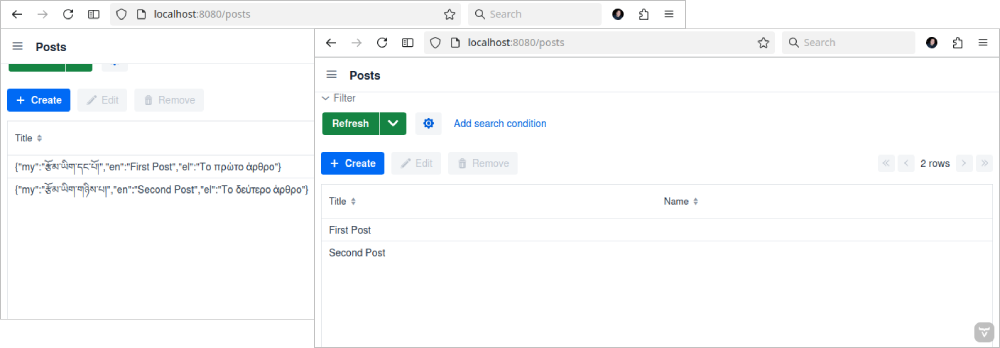 localhost:8080/posts
Search
Posts
Create
Edit
Remove
Title
{"my":"རྩོམ་ཡིག་དང་པོ།","en":"First Post","el":"Το πρώτο άρθρο"}
{"my":"རྩོམ་ཡིག་གཉིས་པ།","en":"Second Post","el":"Το δεύτερο άρθρο"}
localhost:8080/posts
Search
Posts
Filter
Refresh
Add search condition
Create
Edit
Remove
2 rows
Title
Name
First Post
Second Post